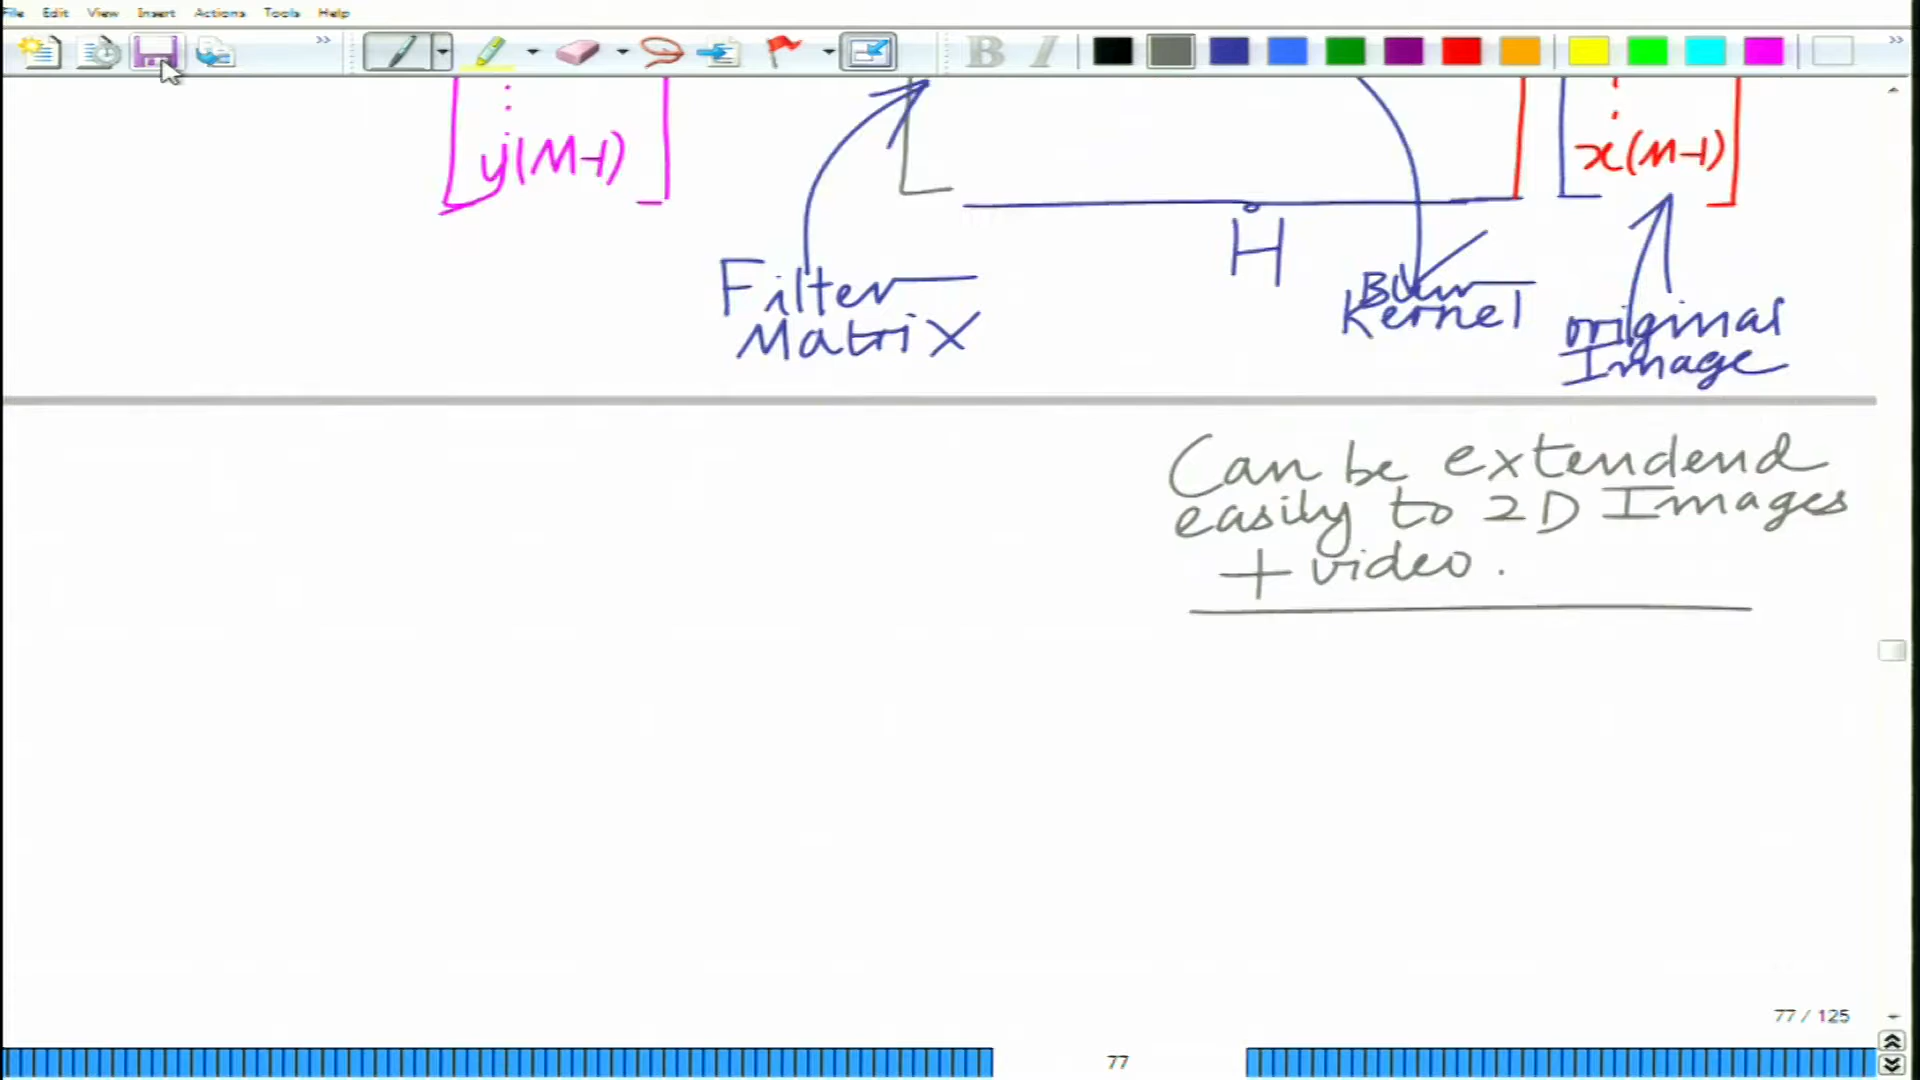 File Edit View Insert Actions Tools Help
B I
⋮
y(M-1)
⋮
x(M-1)
H
Filter
Matrix
Blur
Kernel
original
Image
Can be extendend
easily to 2D Images
+ video.
77 / 125
77